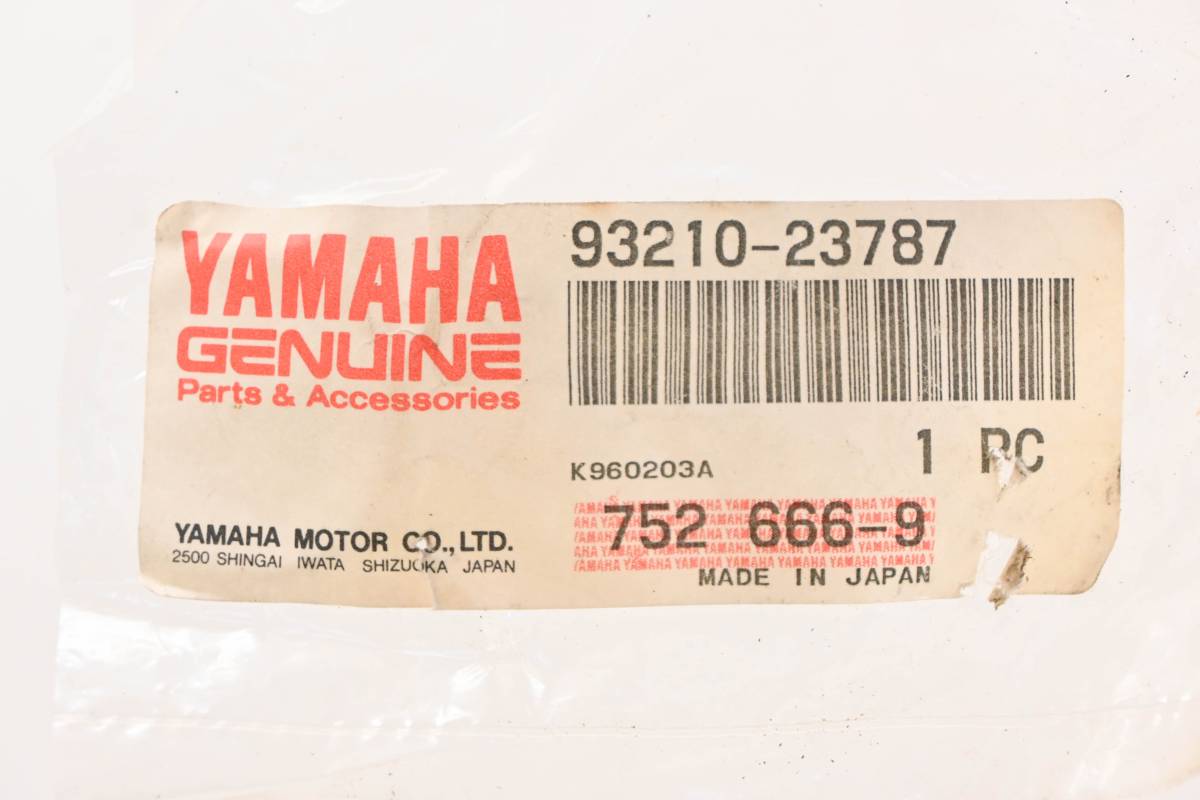 YAMAHA
GENUINE
Parts & Accessories
YAMAHA MOTOR CO., LTD.
2500 SHINGAI IWATA SHIZUOKA JAPAN
93210-23787
1 PC
K960203A
752 666-9
MADE IN JAPAN